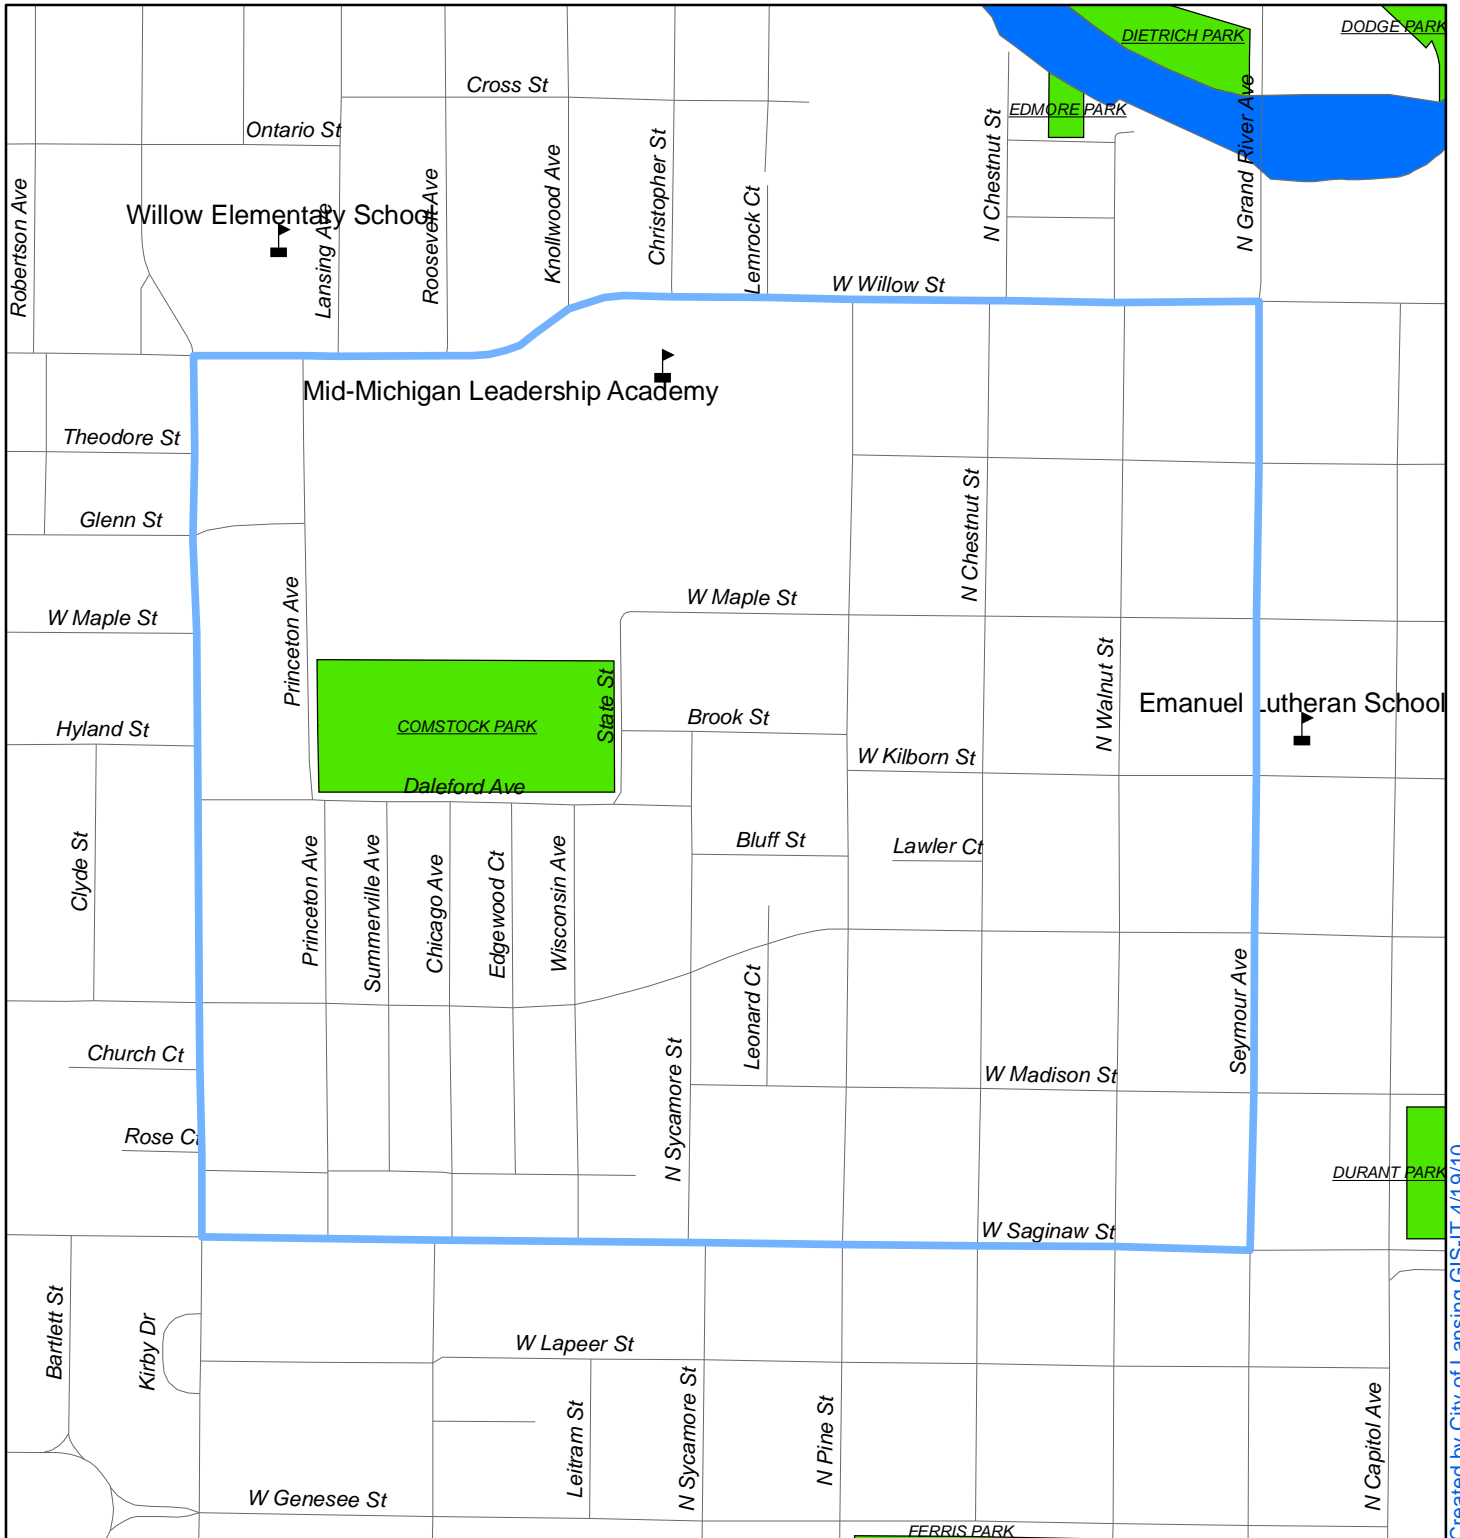 DIETRICH PARK
DODGE PARK
Cross St
EDMORE PARK
Ontario St
N Grand River Ave
N Chestnut St
Christopher St
Knollwood Ave
Roosevelt Ave
Robertson Ave
Willow Elementary School
Lansing Ave
Lemrock Ct
W Willow St
Mid-Michigan Leadership Academy
Theodore St
Glenn St
N Chestnut St
W Maple St
W Maple St
Princeton Ave
State St
N Walnut St
Emanuel Lutheran School
Hyland St
COMSTOCK PARK
Brook St
W Kilborn St
Daleford Ave
Clyde St
Princeton Ave
Summerville Ave
Chicago Ave
Edgewood Ct
Wisconsin Ave
Bluff St
Lawler Ct
Leonard Ct
Seymour Ave
Church Ct
N Sycamore St
W Madison St
Rose Ct
DURANT PARK
W Saginaw St
Bartlett St
Kirby Dr
W Lapeer St
Leitram St
N Sycamore St
N Pine St
N Capitol Ave
W Genesee St
FERRIS PARK
Created by City of Lansing GIS-IT 4/19/10